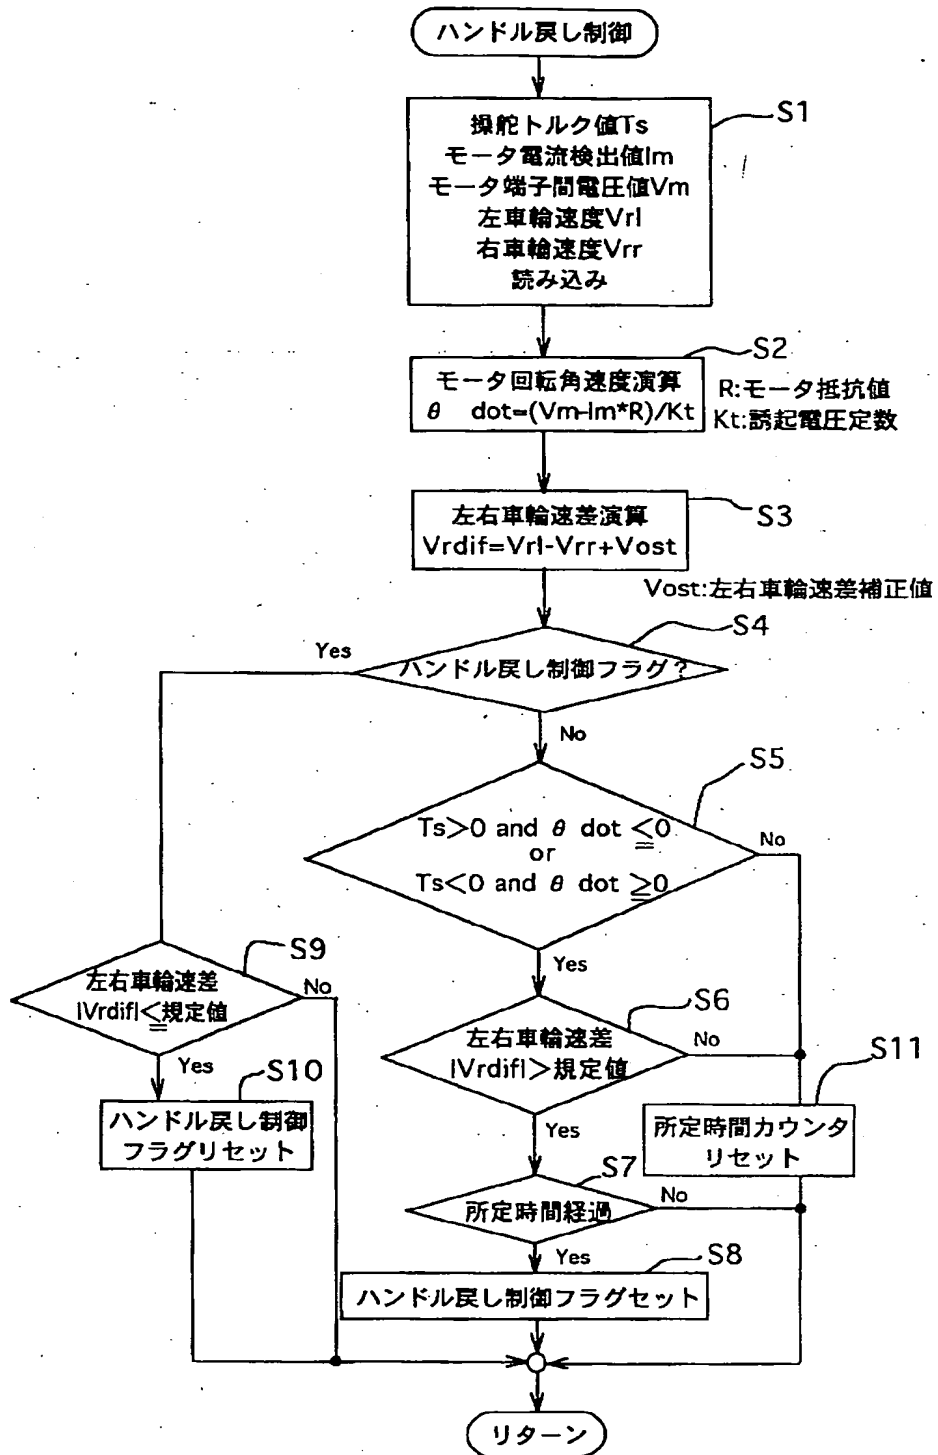 ハンドル戻し制御
S1
操舵トルク値Ts
モータ電流検出値Im
モータ端子間電圧値Vm
左車輪速度Vrl
右車輪速度Vrr
読み込み
S2
モータ回転角速度演算
θ dot=(Vm-Im*R)/Kt
R:モータ抵抗値
Kt:誘起電圧定数
S3
左右車輪速差演算
Vrdif=Vrl-Vrr+Vost
Vost:左右車輪速差補正値
S4
Yes
ハンドル戻し制御フラグ?
No
S5
Ts>0 and θ dot ≦0
or
Ts<0 and θ dot ≧0
No
Yes
S9
左右車輪速差
|Vrdif|≦規定値
No
Yes
S6
左右車輪速差
|Vrdif|>規定値
No
Yes
S10
ハンドル戻し制御
フラグリセット
S11
所定時間カウンタ
リセット
S7
所定時間経過
No
Yes
S8
ハンドル戻し制御フラグセット
リターン